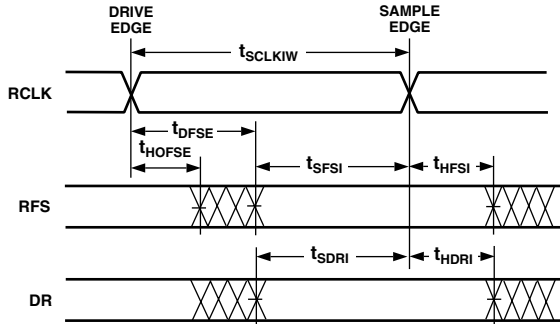 DRIVE
EDGE
SAMPLE
EDGE
tSCLKIW
RCLK
tDFSE
tHOFSE
tSFSI
tHFSI
RFS
tSDRI
tHDRI
DR